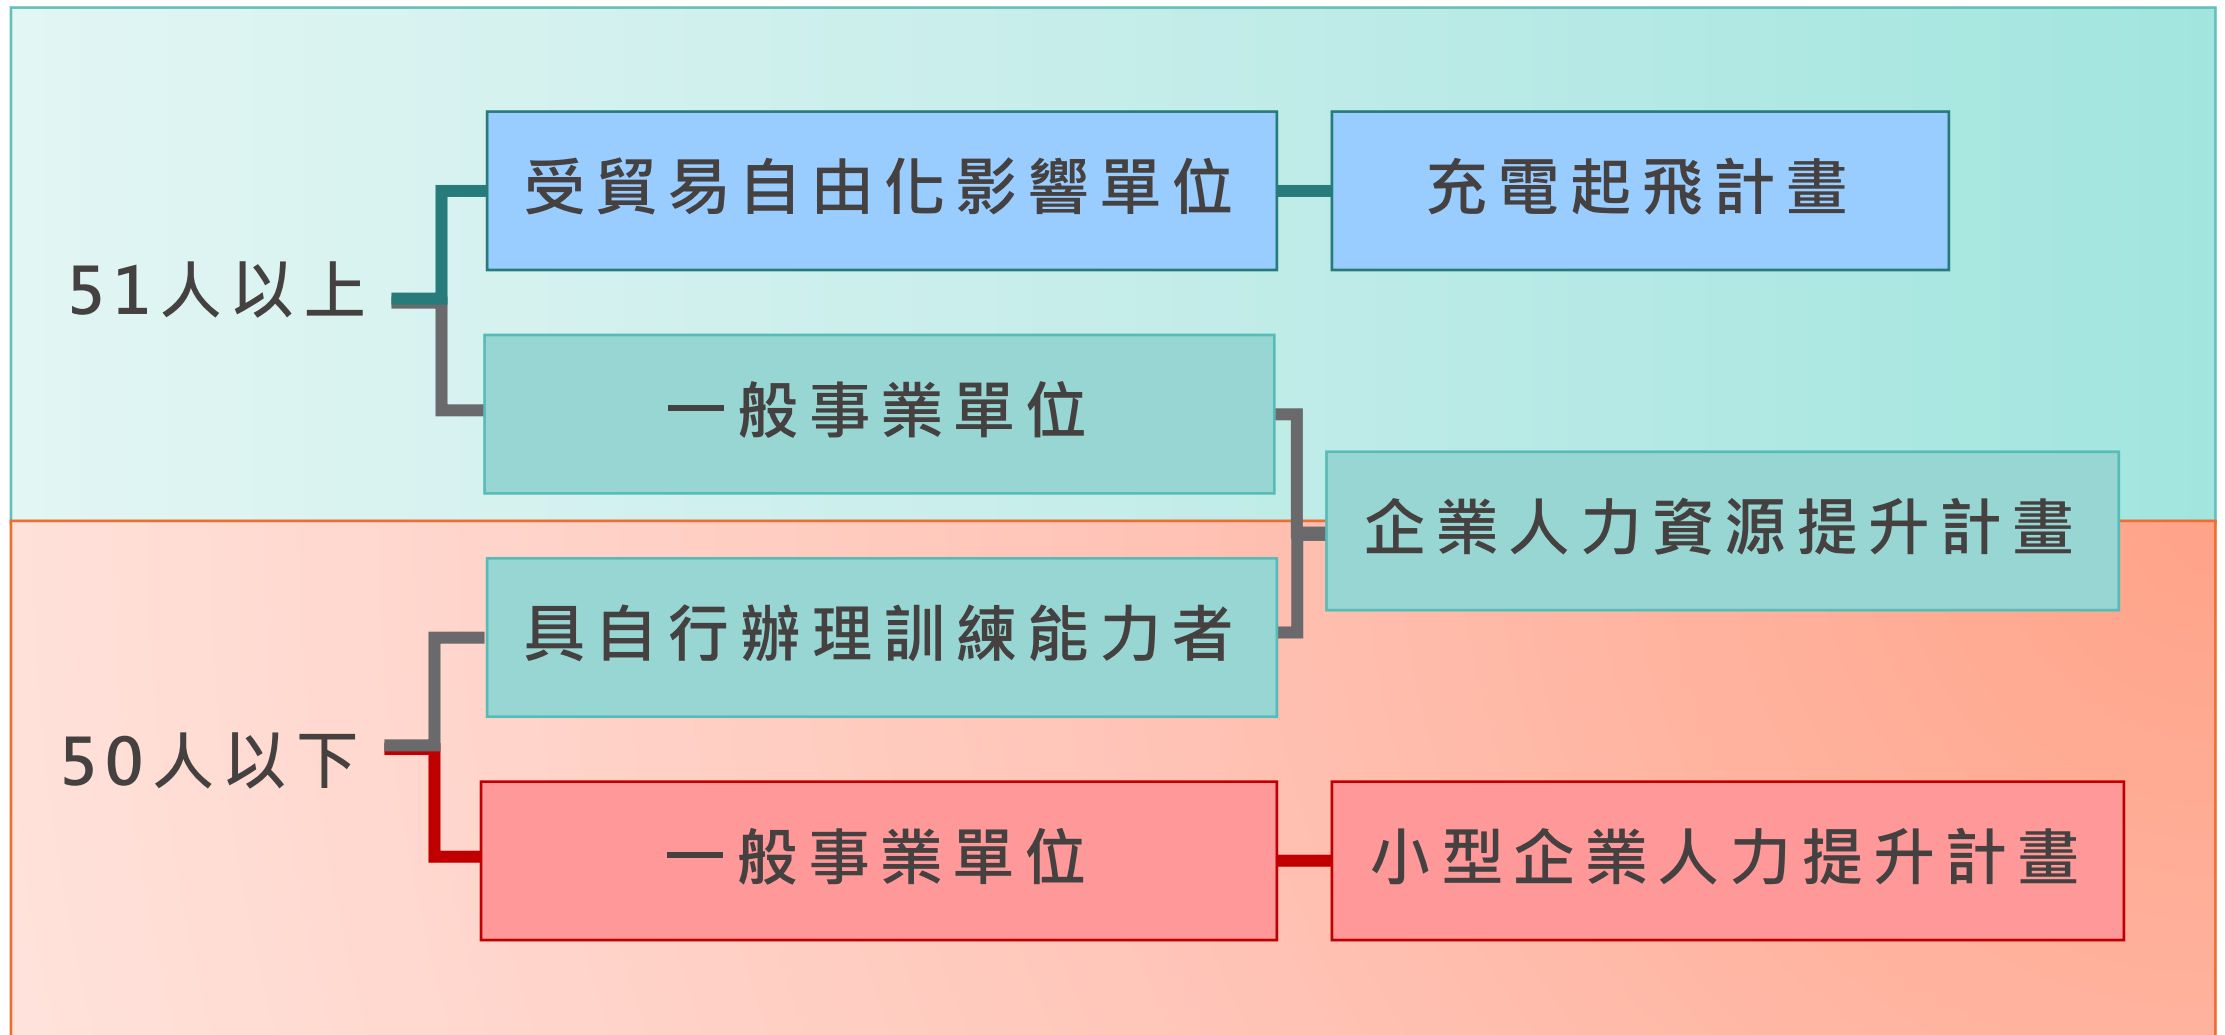 51人以上
受貿易自由化影響單位
充電起飛計畫
一般事業單位
企業人力資源提升計畫
50人以下
具自行辦理訓練能力者
一般事業單位
小型企業人力提升計畫